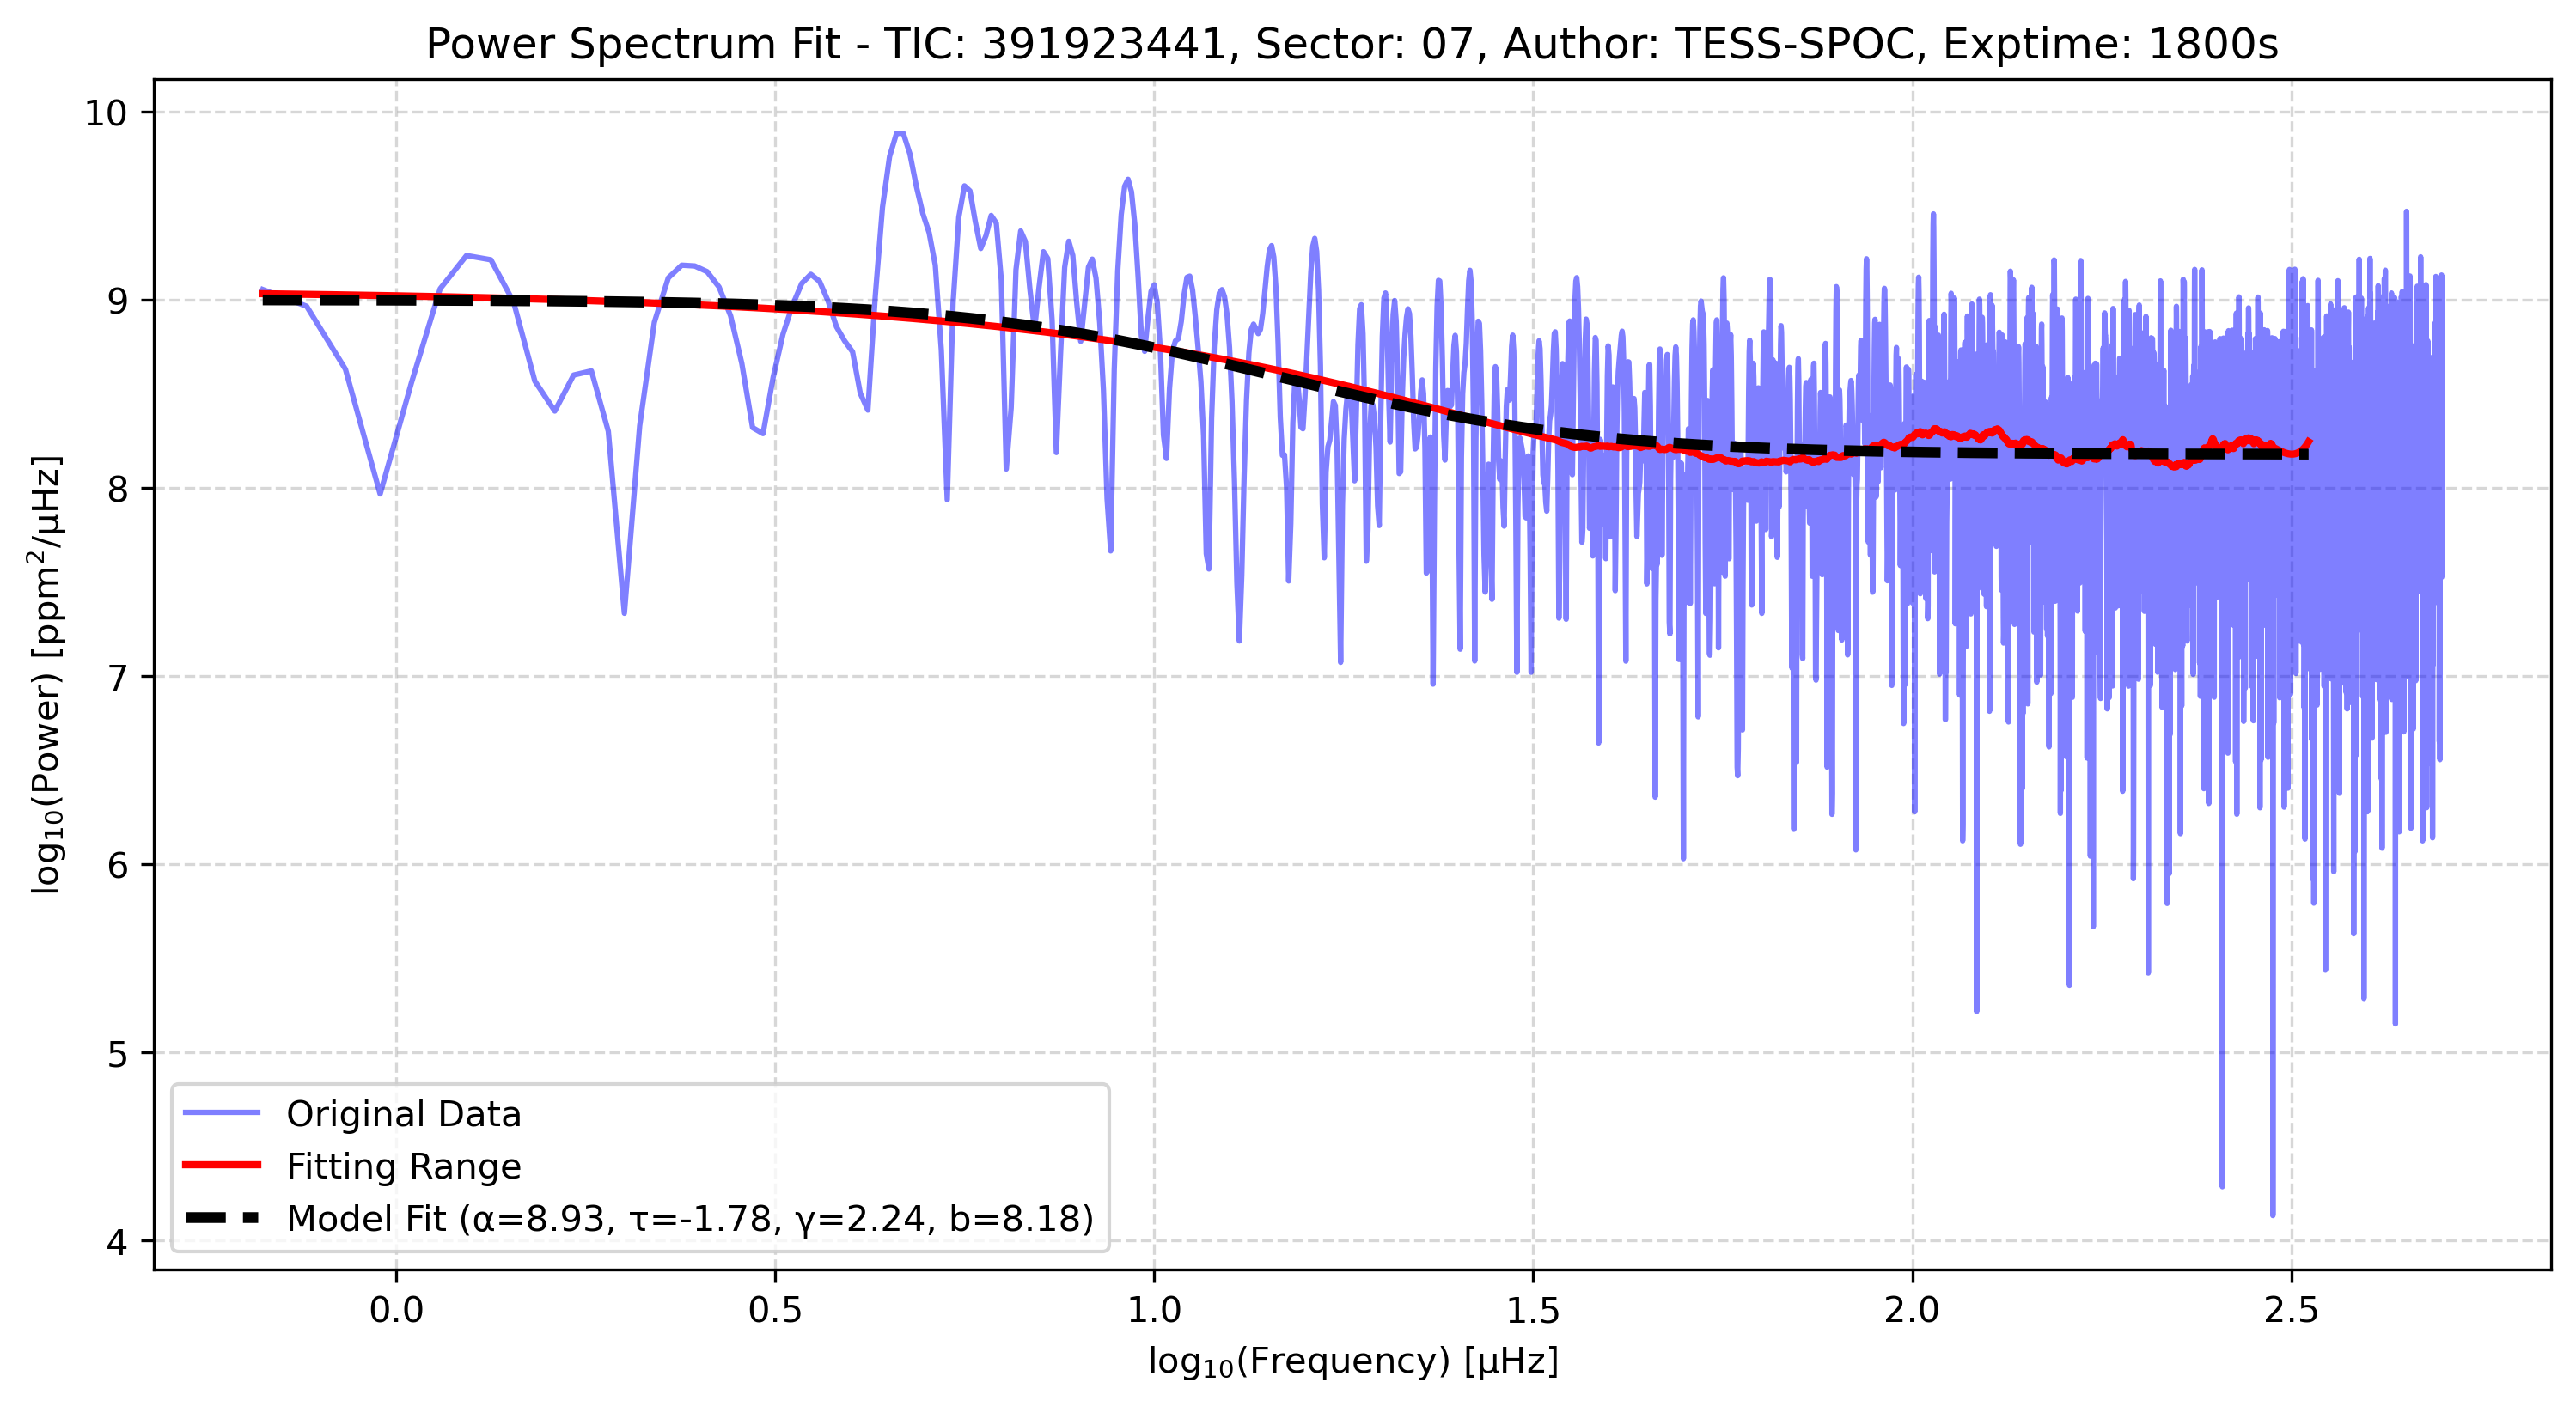 Power Spectrum Fit - TIC: 391923441, Sector: 07, Author: TESS-SPOC, Exptime: 1800s
log₁₀(Power) [ppm²/μHz]
10
9
8
7
6
5
4
Original Data
Fitting Range
Model Fit (α=8.93, τ=-1.78, γ=2.24, b=8.18)
0.0 0.5 1.0 1.5 2.0 2.5
log₁₀(Frequency) [μHz]